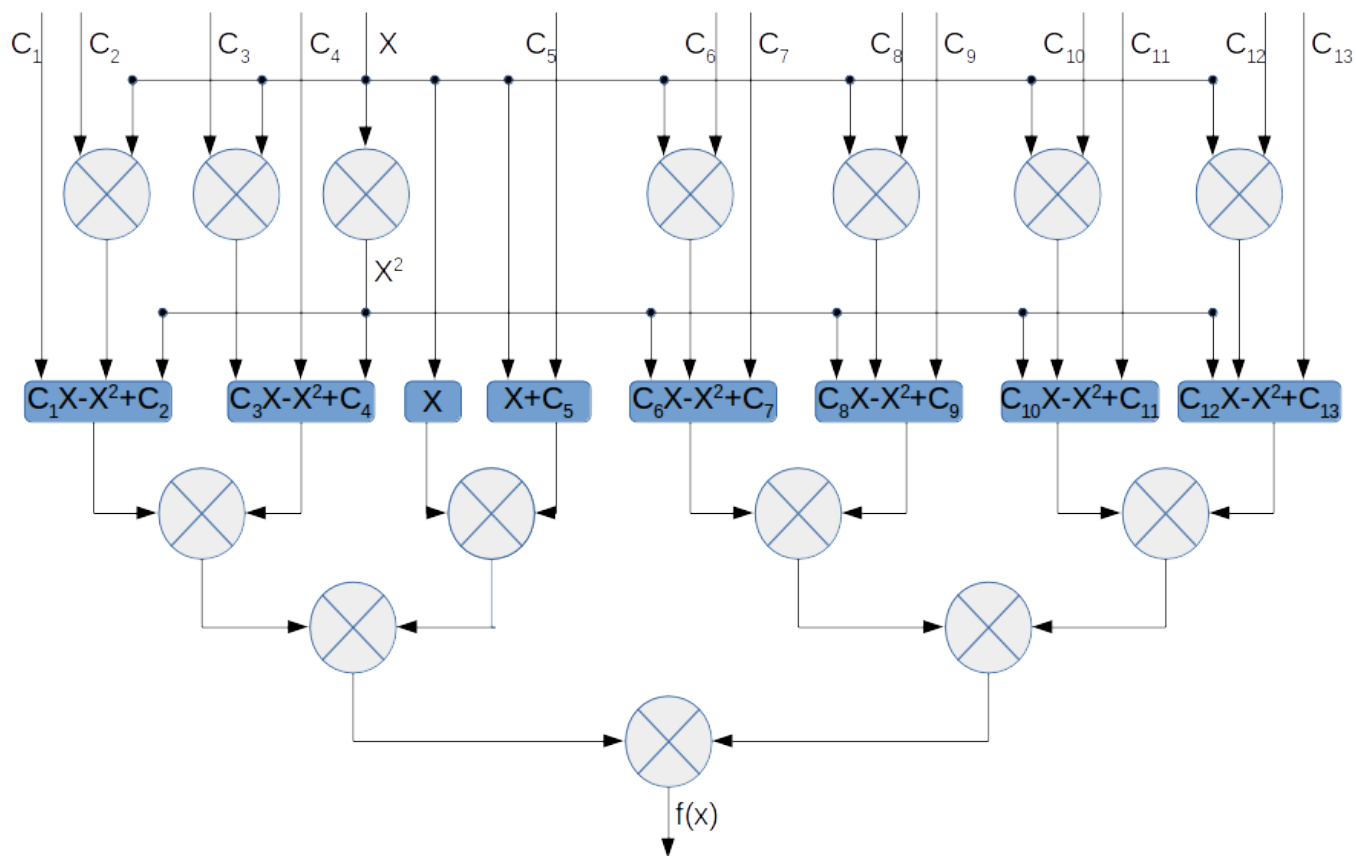 C₁ C₂ C₃ C₄ X C₅ C₆ C₇ C₈ C₉ C₁₀ C₁₁ C₁₂ C₁₃
X²
C₁X-X²+C₂ C₃X-X²+C₄ X X+C₅ C₆X-X²+C₇ C₈X-X²+C₉ C₁₀X-X²+C₁₁ C₁₂X-X²+C₁₃
f(x)